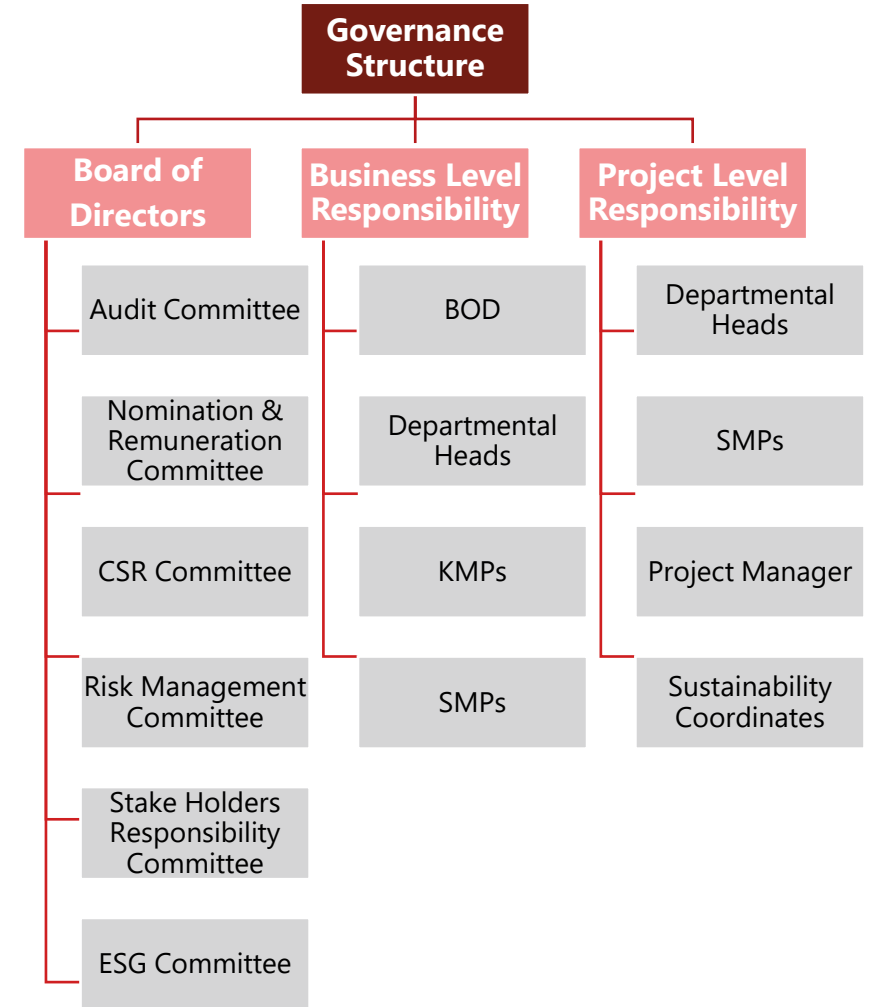 Governance
Structure
Board of
Directors
Audit Committee
Nomination &
Remuneration
Committee
CSR Committee
Risk Management
Committee
Stake Holders
Responsibility
Committee
ESG Committee
Business Level
Responsibility
BOD
Departmental
Heads
KMPs
SMPs
Project Level
Responsibility
Departmental
Heads
SMPs
Project Manager
Sustainability
Coordinates